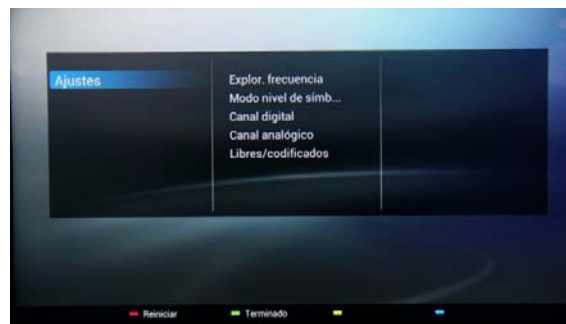 Ajustes
Explor. frecuencia
Modo nivel de símb...
Canal digital
Canal analógico
Libres/codificados
Reiniciar
Terminado